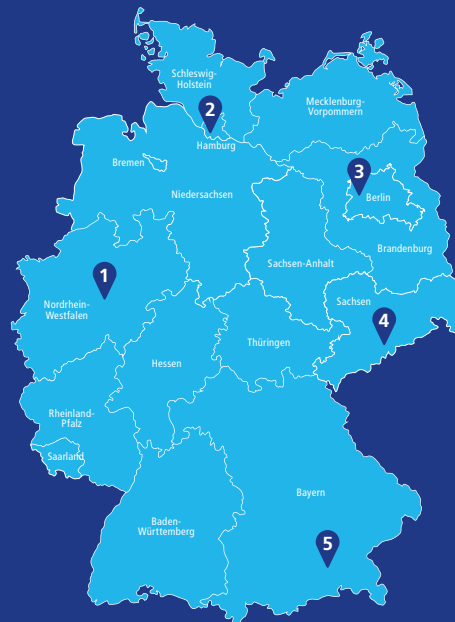 Schleswig-
Holstein
Mecklenburg-
Vorpommern
2
Hamburg
Bremen
3
Berlin
Niedersachsen
Brandenburg
Sachsen-Anhalt
1
Nordrhein-
Westfalen
Sachsen
4
Thüringen
Hessen
Rheinland-
Pfalz
Saarland
Bayern
Baden-
Württemberg
5